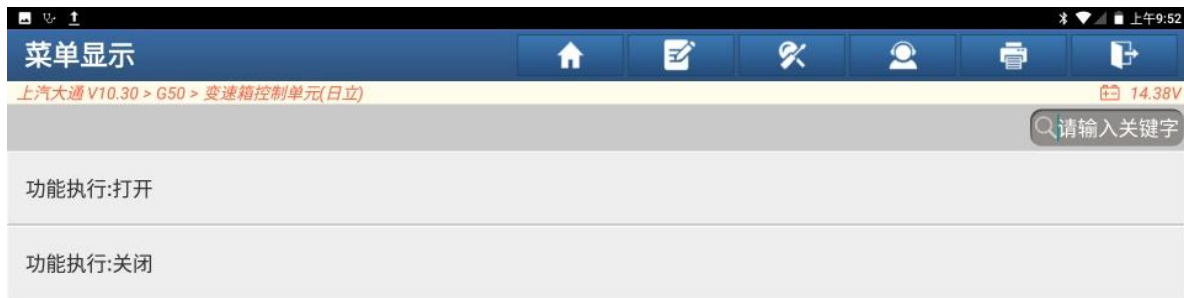 上午9:52
菜单显示
上汽大通 V10.30 > G50 > 变速箱控制单元(日立)
14.38V
请输入关键字
功能执行:打开
功能执行:关闭